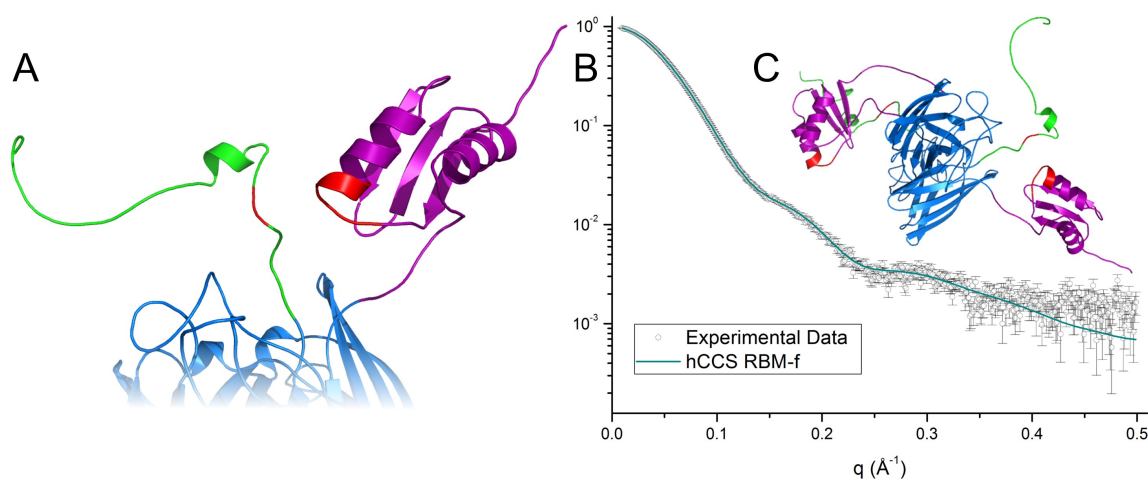 A
B
C
10⁰
10⁻¹
10⁻²
10⁻³
Experimental Data
hCCS RBM-f
0.0 0.1 0.2 0.3 0.4 0.5
q (Å⁻¹)